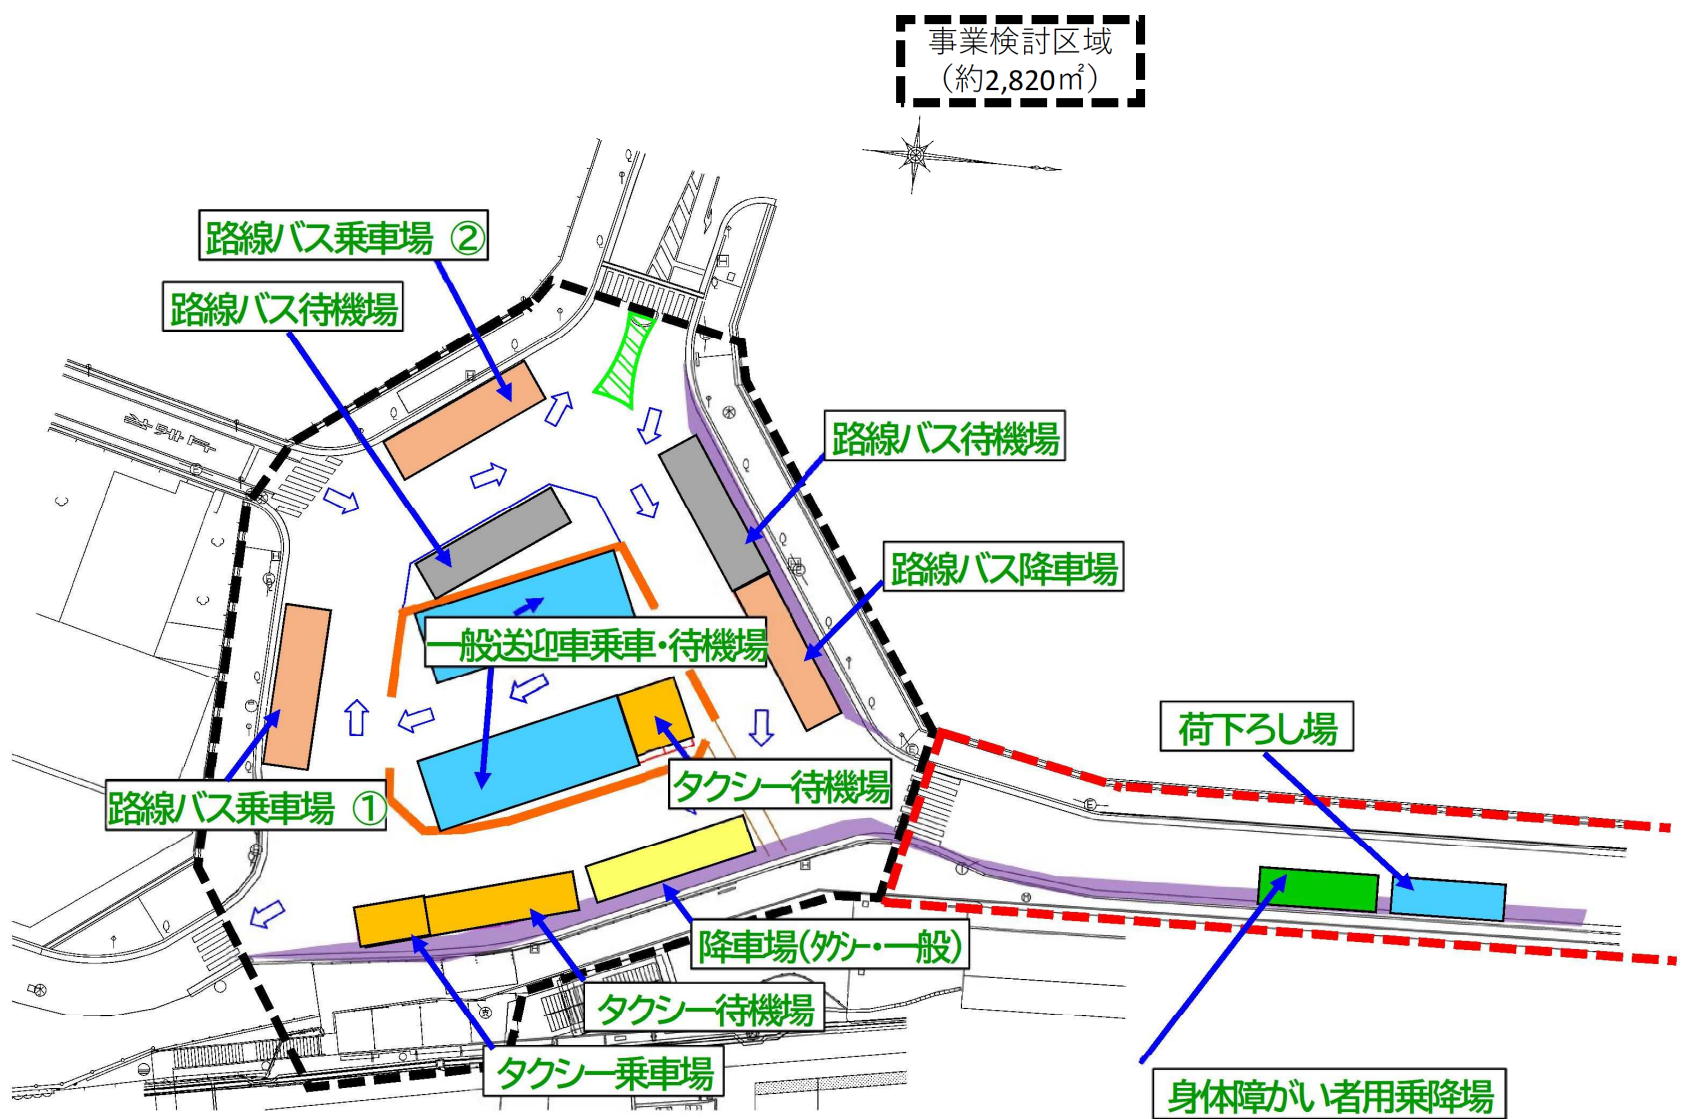 事業検討区域
（約2,820㎡）
路線バス乗車場 ②
路線バス待機場
路線バス待機場
路線バス降車場
一般送迎車乗車・待機場
荷下ろし場
タクシー待機場
路線バス乗車場 ①
降車場(タクシー・一般)
タクシー待機場
タクシー乗車場
身体障がい者用乗降場